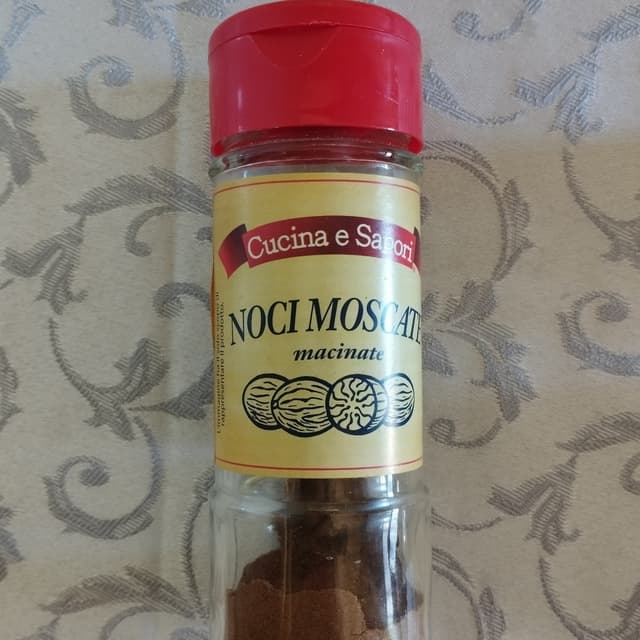 Cucina e Sapori
NOCI MOSCATE
macinate